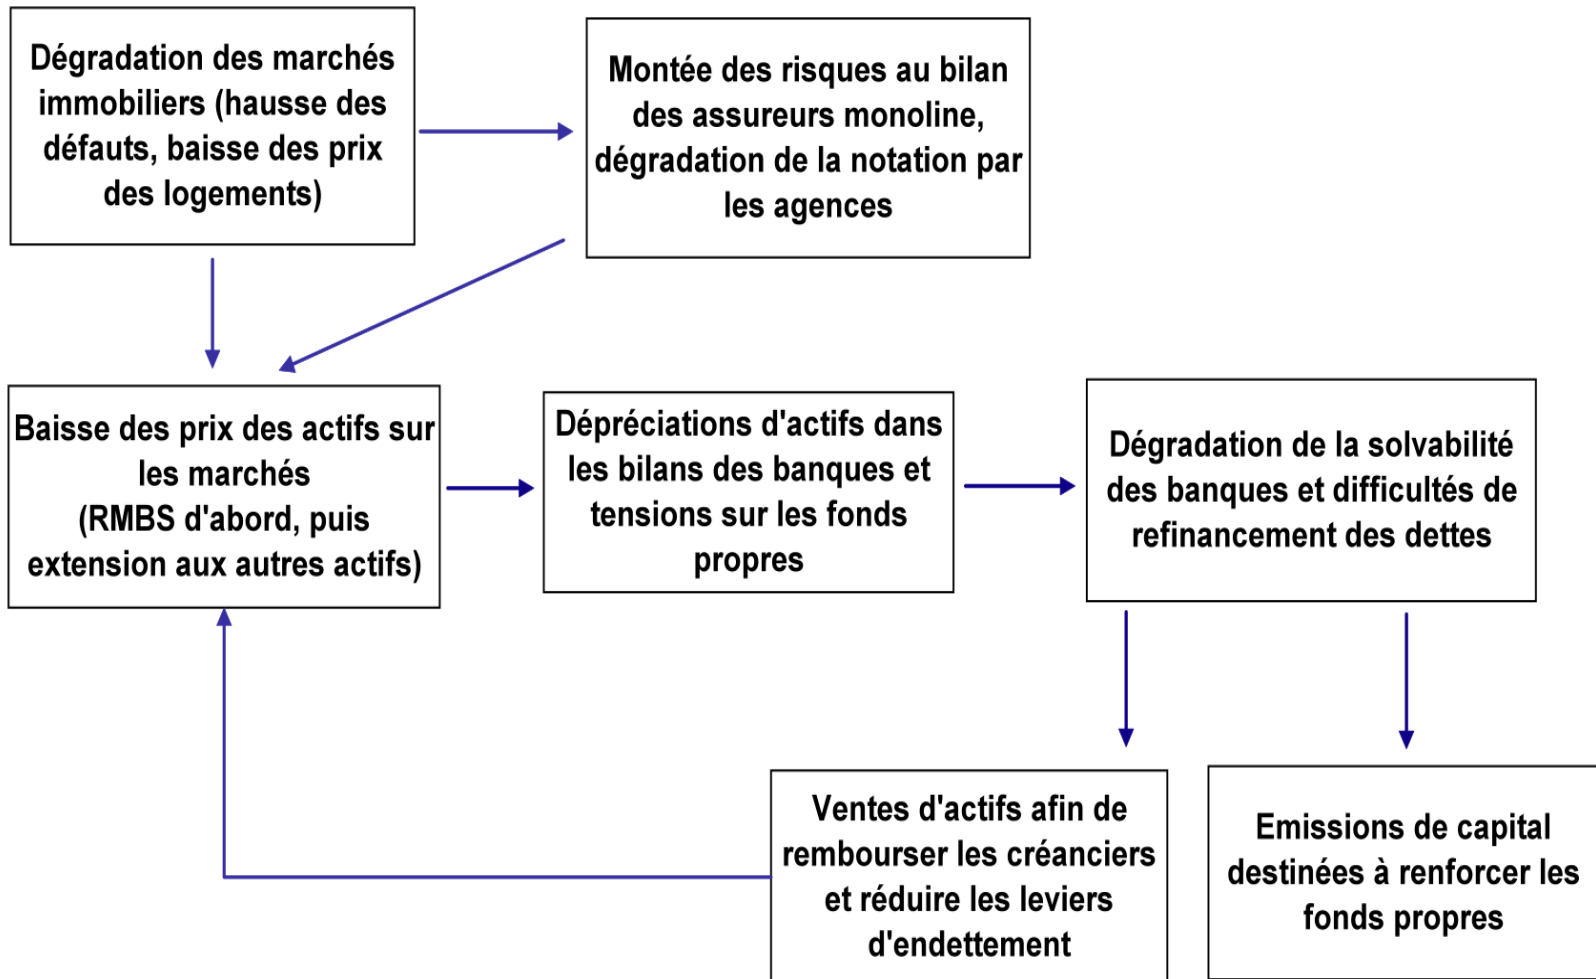 Dégradation des marchés
immobiliers (hausse des
défauts, baisse des prix
des logements)
Montée des risques au bilan
des assureurs monoline,
dégradation de la notation par
les agences
Baisse des prix des actifs sur
les marchés
(RMBS d'abord, puis
extension aux autres actifs)
Dépréciations d'actifs dans
les bilans des banques et
tensions sur les fonds
propres
Dégradation de la solvabilité
des banques et difficultés de
refinancement des dettes
Ventes d'actifs afin de
rembourser les créanciers
et réduire les leviers
d'endettement
Emissions de capital
destinées à renforcer les
fonds propres